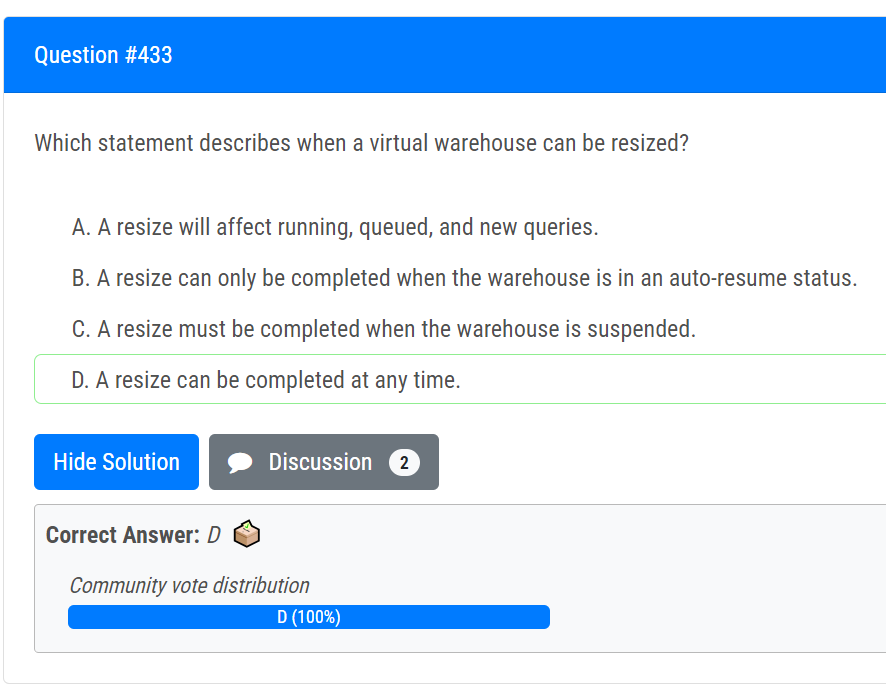 Question #433
Which statement describes when a virtual warehouse can be resized?
A. A resize will affect running, queued, and new queries.
B. A resize can only be completed when the warehouse is in an auto-resume status.
C. A resize must be completed when the warehouse is suspended.
D. A resize can be completed at any time.
Hide Solution Discussion 2
Correct Answer: D
Community vote distribution
D (100%)